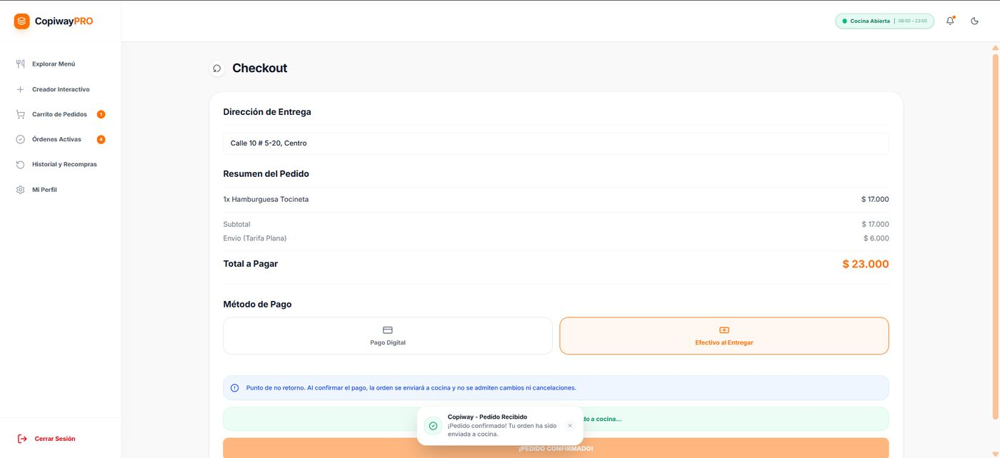 CopiwayPRO
Cocina Abierta | 08:00 - 23:00
Explorar Menú
Creador Interactivo
Carrito de Pedidos 1
Órdenes Activas 4
Historial y Recompras
Mi Perfil
Cerrar Sesión
Checkout
Dirección de Entrega
Calle 10 # 5-20, Centro
Resumen del Pedido
1x Hamburguesa Tocineta $ 17.000
Subtotal $ 17.000
Envío (Tarifa Plana) $ 6.000
Total a Pagar $ 23.000
Método de Pago
Pago Digital
Efectivo al Entregar
Punto de no retorno. Al confirmar el pago, la orden se enviará a cocina y no se admiten cambios ni cancelaciones.
do a cocina...
Copiway - Pedido Recibido
¡Pedido confirmado! Tu orden ha sido
enviada a cocina.
¡PEDIDO CONFIRMADO!